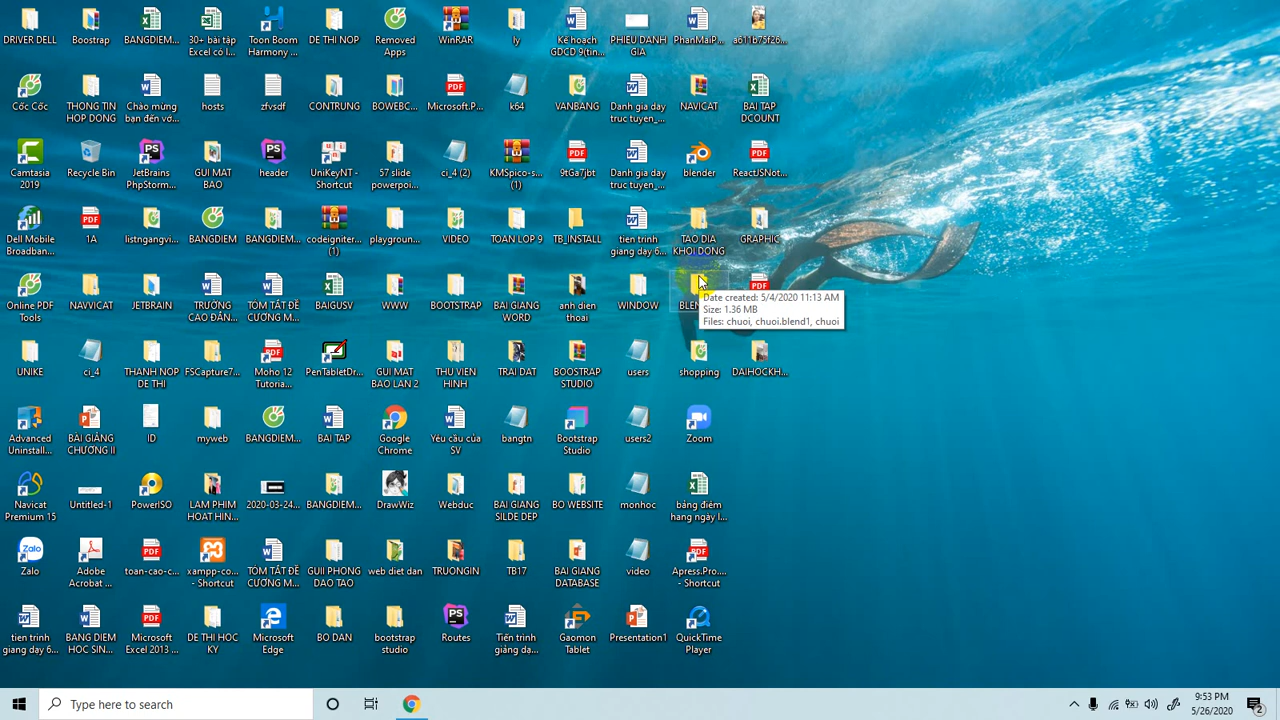 DRIVER DELL
Boostrap
BANGDIEM...
30+ bài tập
Excel có l...
Toon Boom
Harmony ...
DE THI NOP
Removed
Apps
WinRAR
ly
Kế hoạch
GDCD 9(tin...
PHIEU DANH
GIA
PhanMaiP...
a611b75f26...
Cốc Cốc
THONG TIN
HOP DONG
Chào mừng
bạn đến vớ...
hosts
zfvsdf
CONTRUNG
BOWEBC...
Microsoft.P...
k64
VANBANG
Danh gia day
truc tuyen_...
NAVICAT
BAI TAP
DCOUNT
Camtasia
2019
Recycle Bin
JetBrains
PhpStorm...
GUI MAT
BAO
header
UniKeyNT -
Shortcut
57 slide
powerpoi...
ci_4 (2)
KMSpico-s...
(1)
9tGa7jbt
Danh gia day
truc tuyen_...
blender
ReactJSNot...
Dell Mobile
Broadban...
1A
listngangvi...
BANGDIEM
BANGDIEM...
codeigniter...
(1)
playgroun...
VIDEO
TOAN LOP 9
TB_INSTALL
tien trinh
giang day 6...
TAO DIA
KHOI DONG
GRAPHIC
Online PDF
Tools
NAVVICAT
JETBRAIN
TRƯỜNG
CAO ĐẲN...
TÓM TẮT ĐỀ
CƯƠNG M...
BAIGUSV
WWW
BOOTSTRAP
BAI GIANG
WORD
anh dien
thoai
WINDOW
BLEN
Date created: 5/4/2020 11:13 AM
Size: 1.36 MB
Files: chuoi, chuoi.blend1, chuoi
UNIKE
ci_4
THANH NOP
DE THI
FSCapture7...
Moho 12
Tutoria...
PenTabletDr...
GUI MAT
BAO LAN 2
THU VIEN
HINH
TRAI DAT
BOOSTRAP
STUDIO
users
shopping
DAIHOCKH...
Advanced
Uninstall...
BÀI GIẢNG
CHƯƠNG II
ID
myweb
BANGDIEM...
BAI TAP
Google
Chrome
Yêu cầu của
SV
bangtn
Bootstrap
Studio
users2
Zoom
Navicat
Premium 15
Untitled-1
PowerISO
LAM PHIM
HOAT HIN...
2020-03-24...
BANGDIEM...
DrawWiz
Webduc
BAI GIANG
SILDE DEP
BO WEBSITE
monhoc
bảng điểm
hang ngày l...
Zalo
Adobe
Acrobat ...
toan-cao-c...
xampp-co...
- Shortcut
TÓM TẮT ĐỀ
CƯƠNG M...
GUII PHONG
DAO TAO
web diet dan
TRUONGIN
TB17
BAI GIANG
DATABASE
video
Apress.Pro....
- Shortcut
tien trinh
giang day 6...
BANG DIEM
HOC SIN...
Microsoft
Excel 2013 ...
DE THI HOC
KY
Microsoft
Edge
BO DAN
bootstrap
studio
Routes
Tiến trình
giảng dạ...
Gaomon
Tablet
Presentation1
QuickTime
Player
Type here to search
9:53 PM
5/26/2020
2